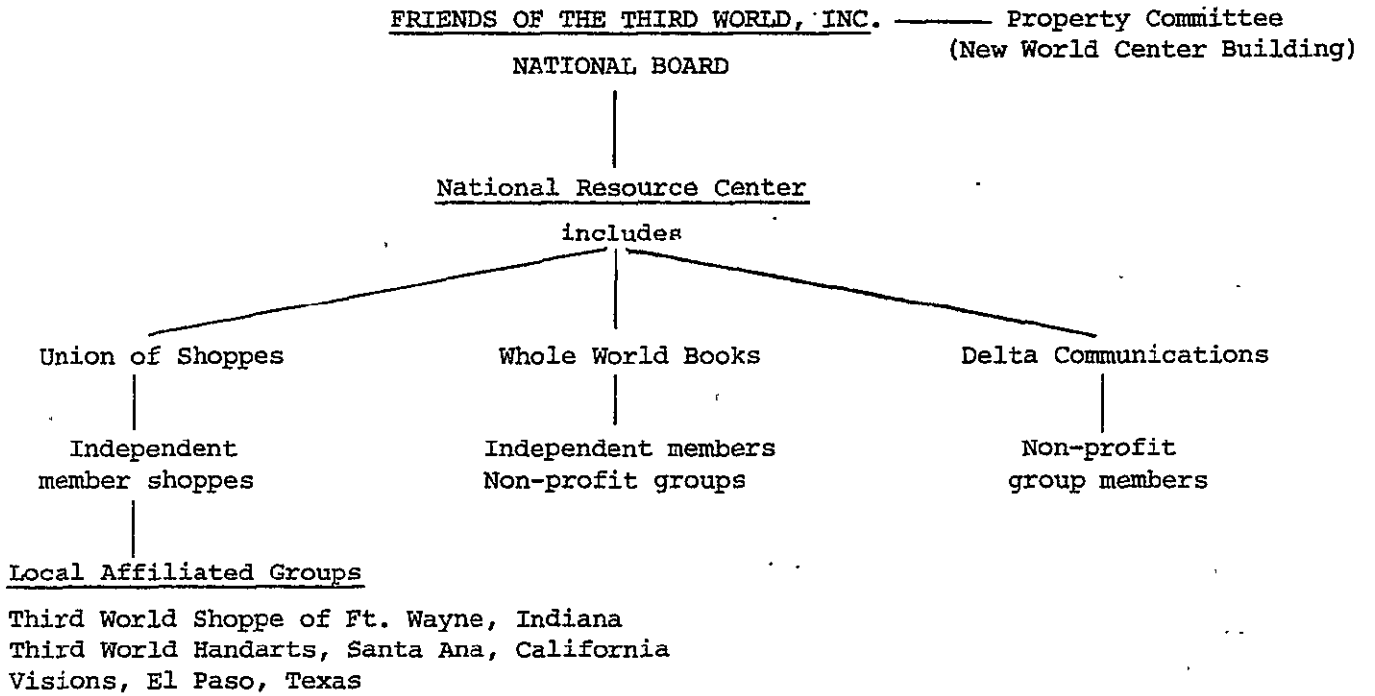 FRIENDS OF THE THIRD WORLD, INC. Property Committee
(New World Center Building)
NATIONAL BOARD
National Resource Center
includes
Union of Shoppes Whole World Books Delta Communications
Independent Independent members Non-profit
member shoppes Non-profit groups group members
Local Affiliated Groups
Third World Shoppe of Ft. Wayne, Indiana
Third World Handarts, Santa Ana, California
Visions, El Paso, Texas